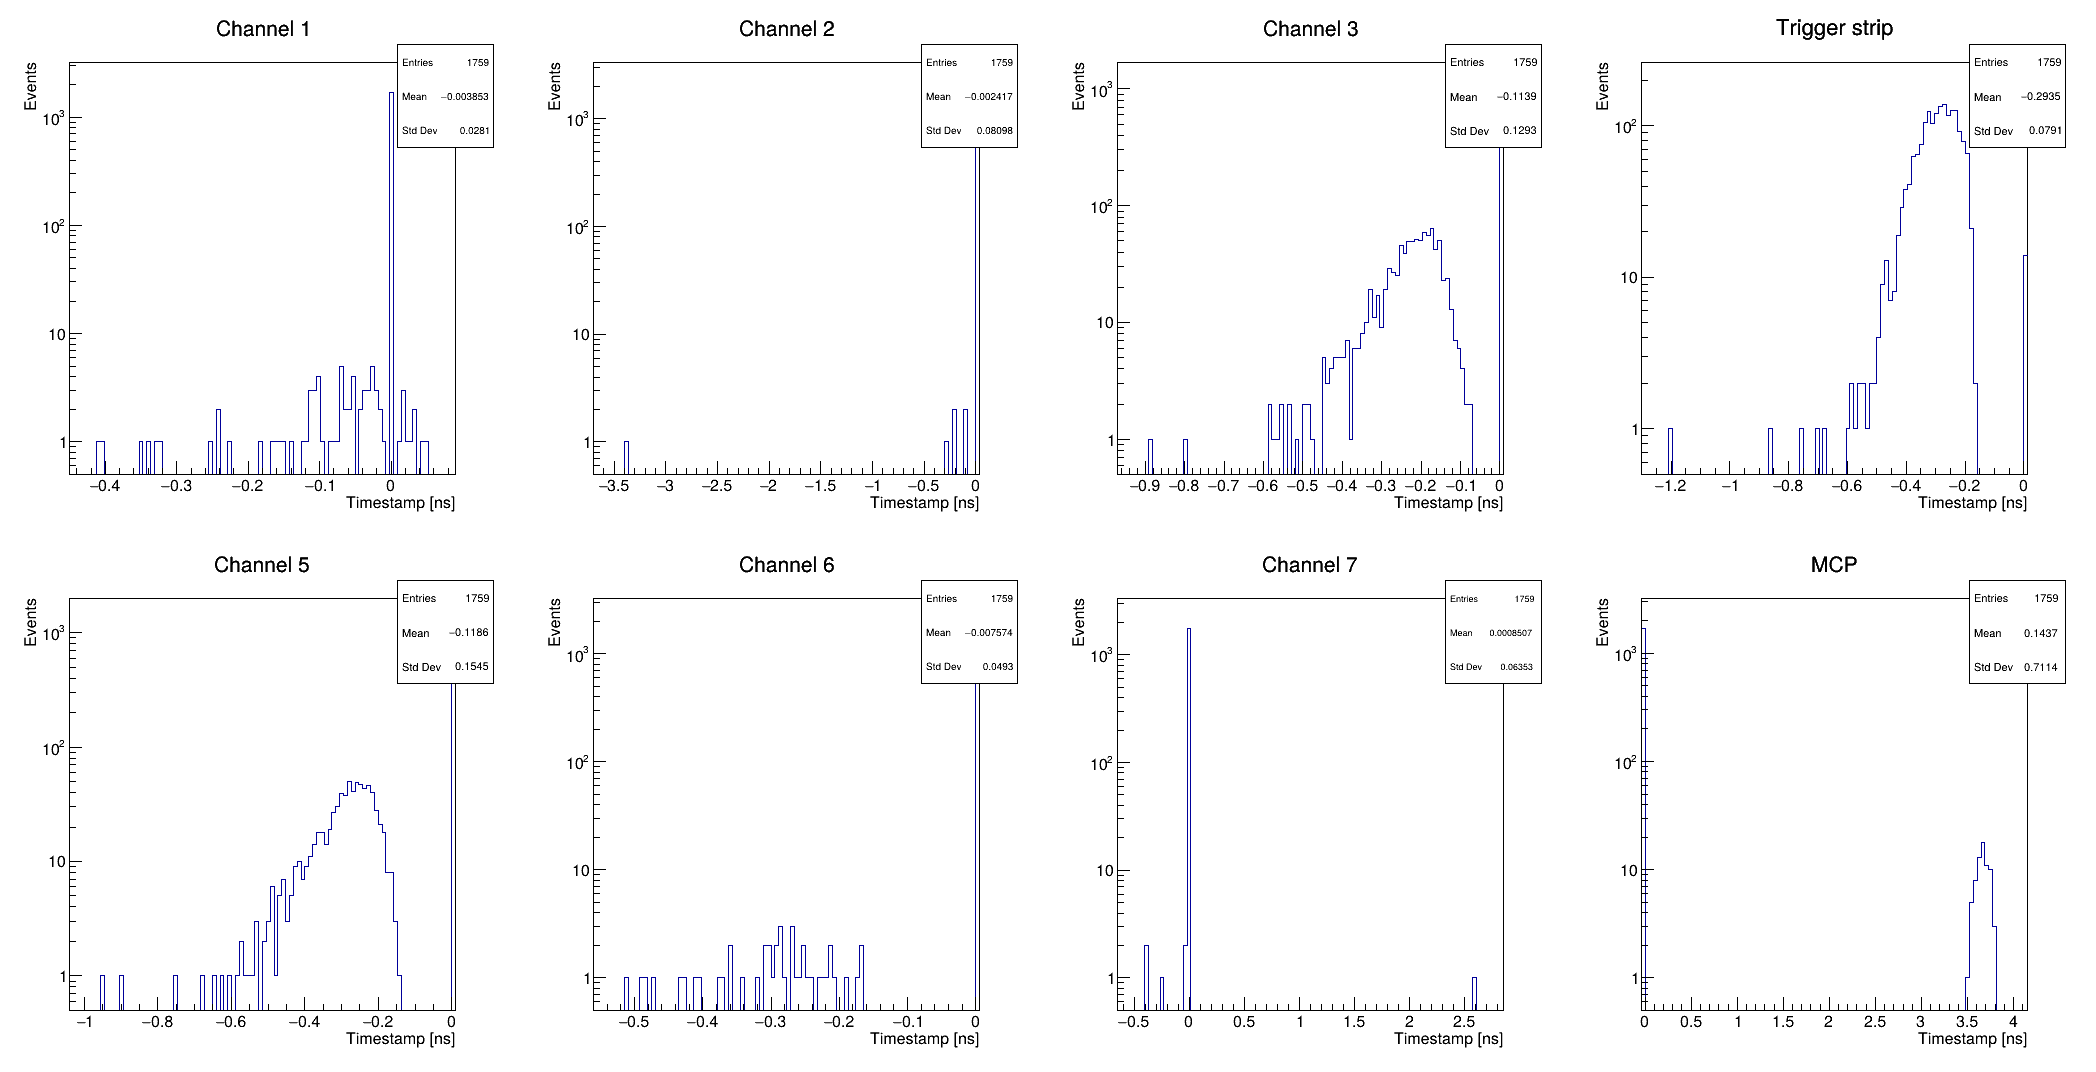 Channel 1
Events
Entries 1759
Mean −0.003853
Std Dev 0.0281
10³
10²
10
1
−0.4 −0.3 −0.2 −0.1 0
Timestamp [ns]
Channel 2
Events
Entries 1759
Mean −0.002417
Std Dev 0.08098
10³
10²
10
1
−3.5 −3 −2.5 −2 −1.5 −1 −0.5 0
Timestamp [ns]
Channel 3
Events
Entries 1759
Mean −0.1139
Std Dev 0.1293
10³
10²
10
1
−0.9 −0.8 −0.7 −0.6 −0.5 −0.4 −0.3 −0.2 −0.1 0
Timestamp [ns]
Trigger strip
Events
Entries 1759
Mean −0.2935
Std Dev 0.0791
10²
10
1
−1.2 −1 −0.8 −0.6 −0.4 −0.2 0
Timestamp [ns]
Channel 5
Events
Entries 1759
Mean −0.1186
Std Dev 0.1545
10³
10²
10
1
−1 −0.8 −0.6 −0.4 −0.2 0
Timestamp [ns]
Channel 6
Events
Entries 1759
Mean −0.007574
Std Dev 0.0493
10³
10²
10
1
−0.5 −0.4 −0.3 −0.2 −0.1 0
Timestamp [ns]
Channel 7
Events
Entries 1759
Mean 0.0008507
Std Dev 0.06353
10³
10²
10
1
−0.5 0 0.5 1 1.5 2 2.5
Timestamp [ns]
MCP
Events
Entries 1759
Mean 0.1437
Std Dev 0.7114
10³
10²
10
1
0 0.5 1 1.5 2 2.5 3 3.5 4
Timestamp [ns]